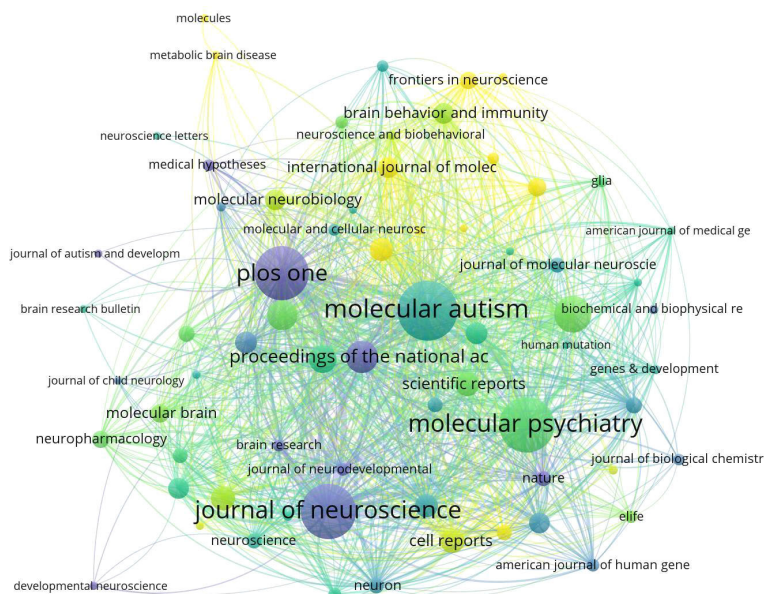 molecules
metabolic brain disease
frontiers in neuroscience
brain behavior and immunity
neuroscience letters
neuroscience and biobehavioral
medical hypotheses
international journal of molec
glia
molecular neurobiology
molecular and cellular neurosc
american journal of medical ge
journal of autism and developm
journal of molecular neuroscie
plos one
molecular autism
brain research bulletin
biochemical and biophysical re
human mutation
proceedings of the national ac
genes & development
journal of child neurology
scientific reports
molecular brain
molecular psychiatry
neuropharmacology
brain research
journal of biological chemistr
journal of neurodevelopmental
nature
journal of neuroscience
elife
neuroscience
cell reports
american journal of human gene
developmental neuroscience
neuron